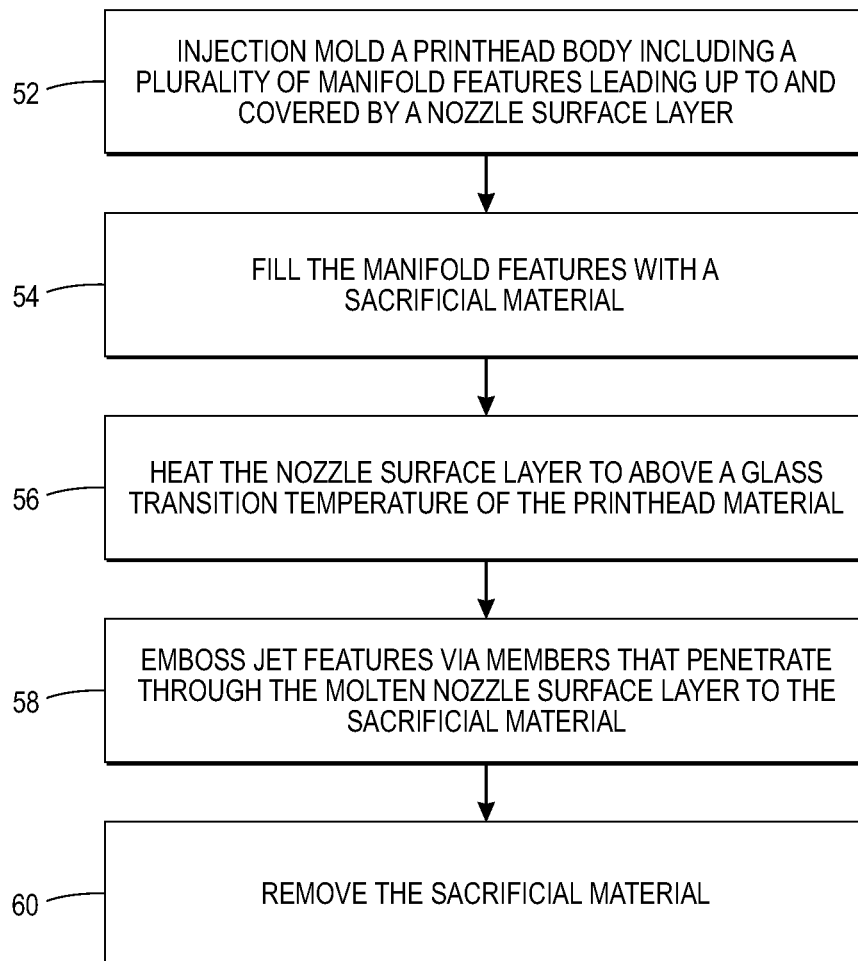 52
INJECTION MOLD A PRINTHEAD BODY INCLUDING A
PLURALITY OF MANIFOLD FEATURES LEADING UP TO AND
COVERED BY A NOZZLE SURFACE LAYER
54
FILL THE MANIFOLD FEATURES WITH A
SACRIFICIAL MATERIAL
56
HEAT THE NOZZLE SURFACE LAYER TO ABOVE A GLASS
TRANSITION TEMPERATURE OF THE PRINTHEAD MATERIAL
58
EMBOSS JET FEATURES VIA MEMBERS THAT PENETRATE
THROUGH THE MOLTEN NOZZLE SURFACE LAYER TO THE
SACRIFICIAL MATERIAL
60
REMOVE THE SACRIFICIAL MATERIAL